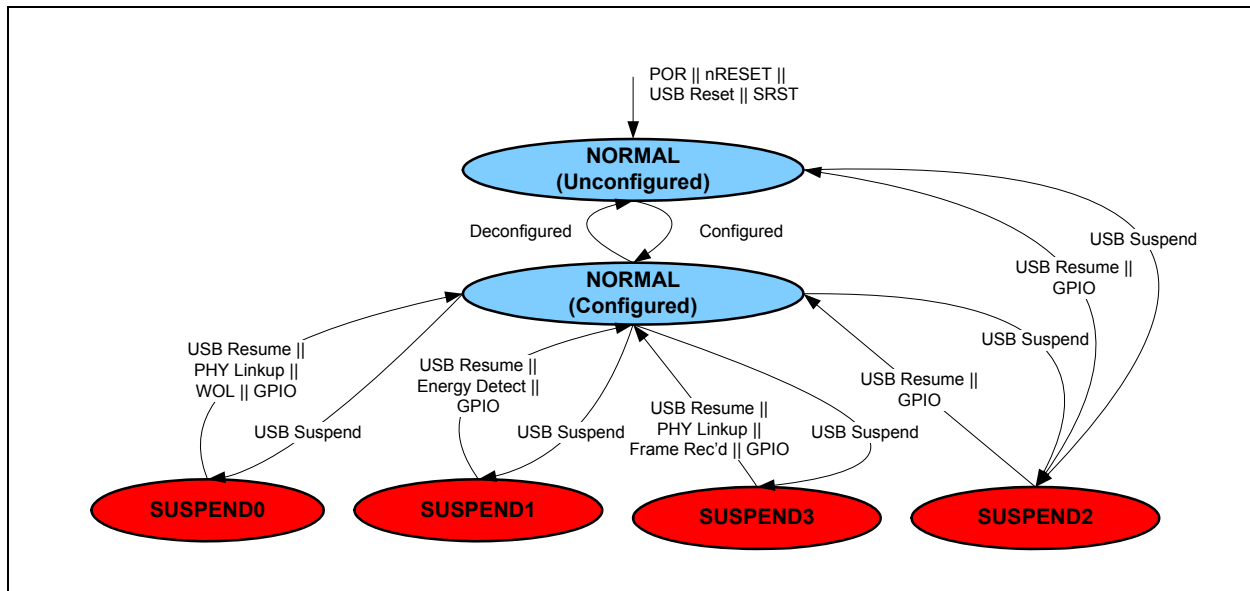 POR || nRESET ||
USB Reset || SRST
NORMAL
(Unconfigured)
Deconfigured
Configured
USB Suspend
USB Resume ||
GPIO
NORMAL
(Configured)
USB Suspend
USB Resume ||
PHY Linkup ||
WOL || GPIO
USB Resume ||
Energy Detect ||
GPIO
USB Resume ||
GPIO
USB Resume ||
PHY Linkup ||
Frame Rec'd || GPIO
USB Suspend
USB Suspend
USB Suspend
SUSPEND0
SUSPEND1
SUSPEND3
SUSPEND2